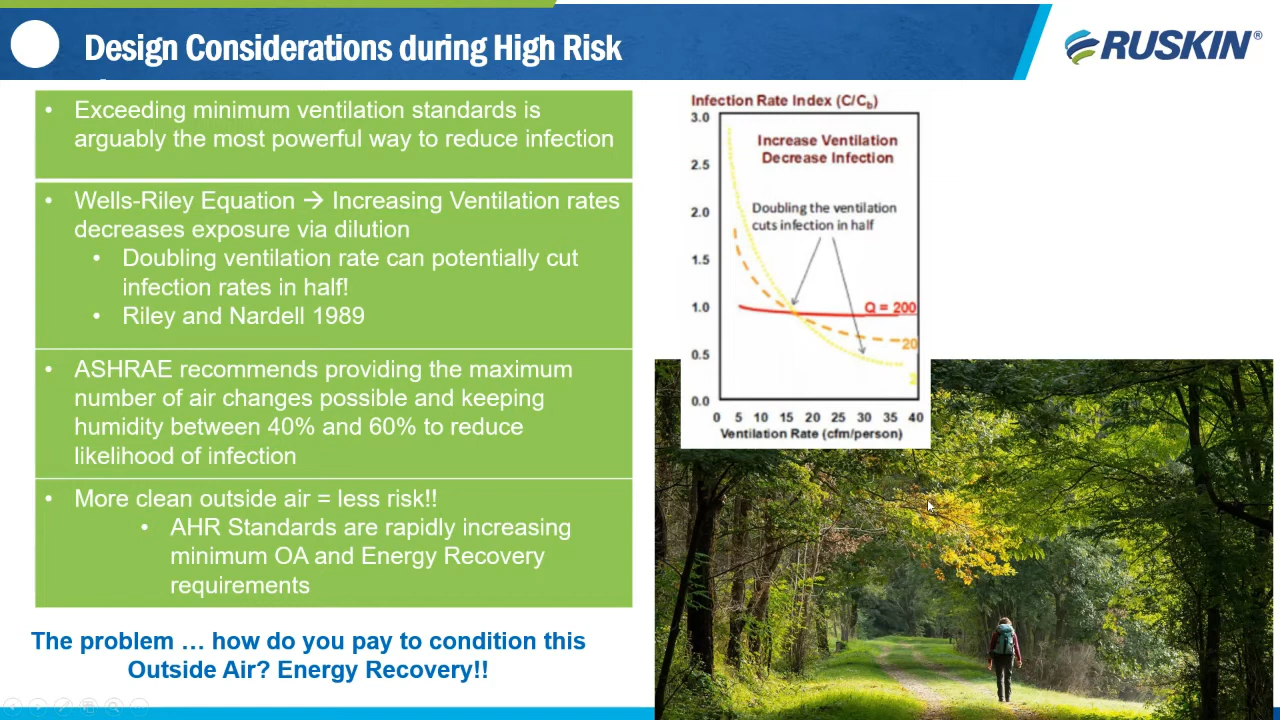 Design Considerations during High Risk
RUSKIN®
• Exceeding minimum ventilation standards is
arguably the most powerful way to reduce infection
• Wells-Riley Equation → Increasing Ventilation rates
decreases exposure via dilution
• Doubling ventilation rate can potentially cut
infection rates in half!
• Riley and Nardell 1989
• ASHRAE recommends providing the maximum
number of air changes possible and keeping
humidity between 40% and 60% to reduce
likelihood of infection
• More clean outside air = less risk!!
• AHR Standards are rapidly increasing
minimum OA and Energy Recovery
requirements
The problem … how do you pay to condition this
Outside Air? Energy Recovery!!
Infection Rate Index (C/Cb)
3.0
2.5
2.0
1.5
1.0
0.5
0.0
Increase Ventilation
Decrease Infection
Doubling the ventilation
cuts infection in half
Q = 200
20
0 5 10 15 20 25 30 35 40
Ventilation Rate (cfm/person)